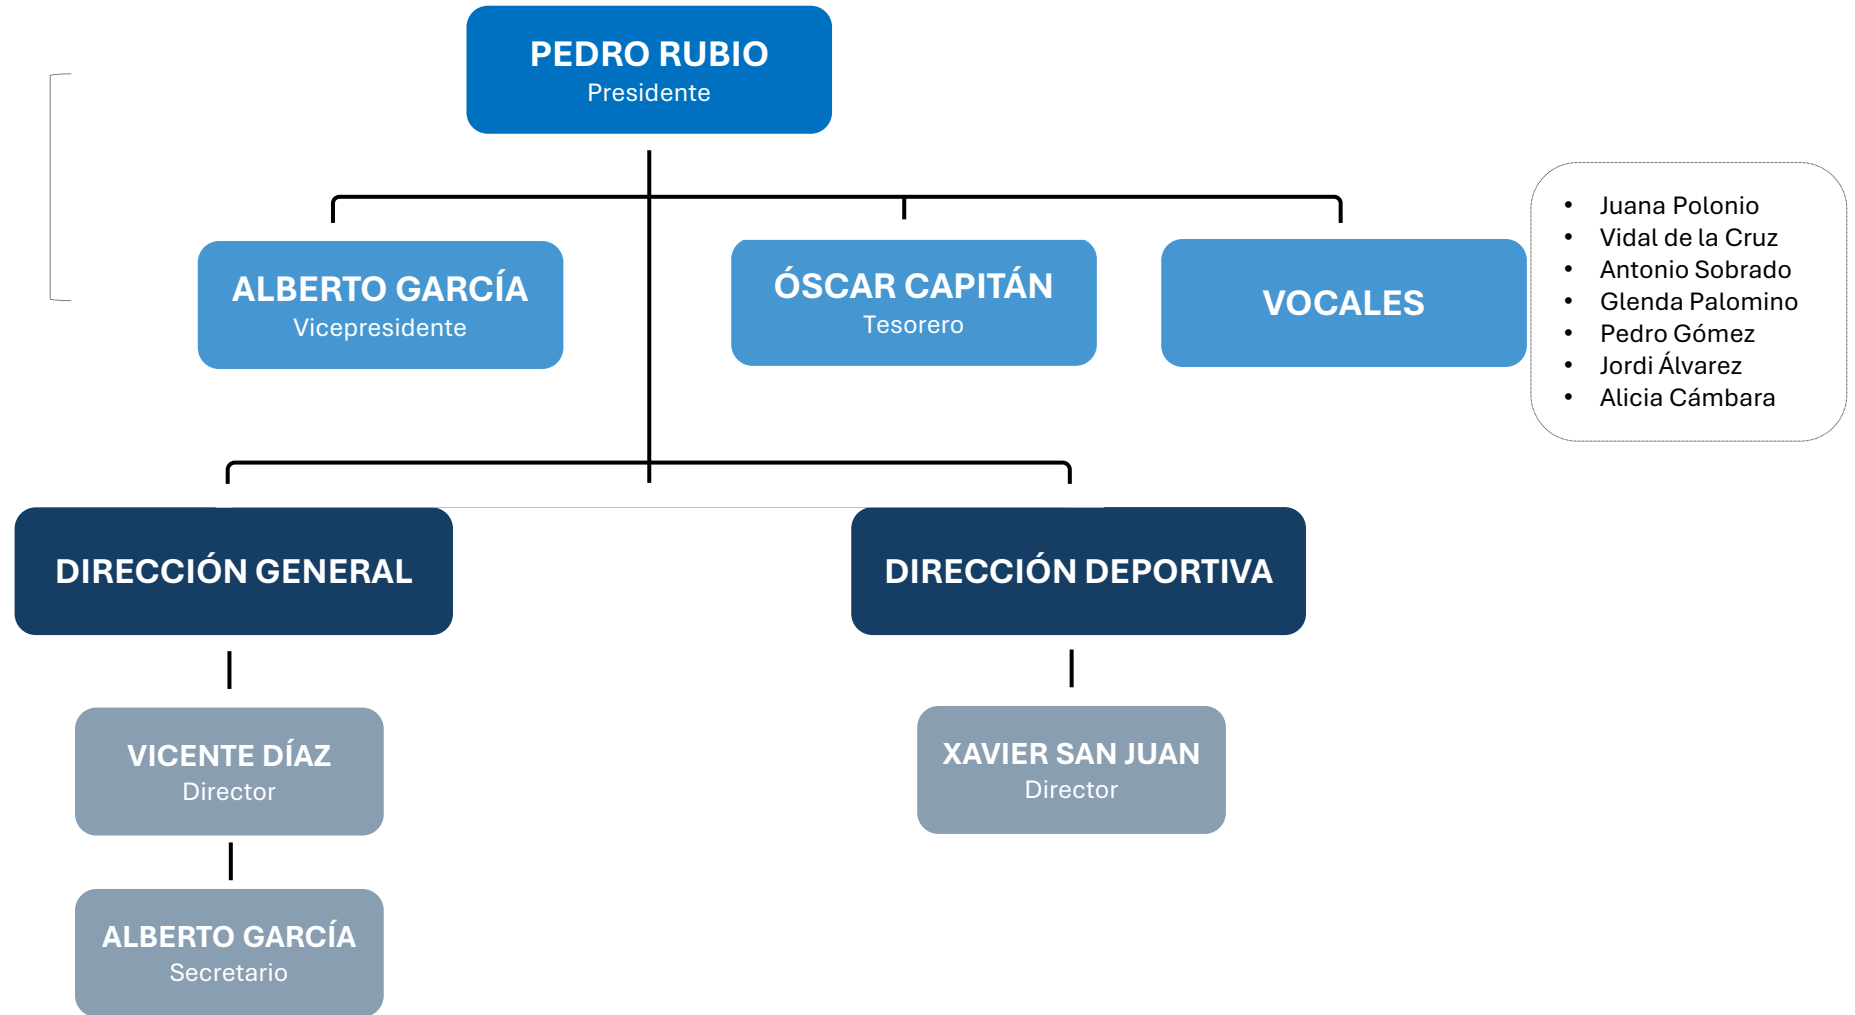 PEDRO RUBIO
Presidente
ALBERTO GARCÍA
Vicepresidente
ÓSCAR CAPITÁN
Tesorero
VOCALES
• Juana Polonio
• Vidal de la Cruz
• Antonio Sobrado
• Glenda Palomino
• Pedro Gómez
• Jordi Álvarez
• Alicia Cámbara
DIRECCIÓN GENERAL
DIRECCIÓN DEPORTIVA
VICENTE DÍAZ
Director
XAVIER SAN JUAN
Director
ALBERTO GARCÍA
Secretario